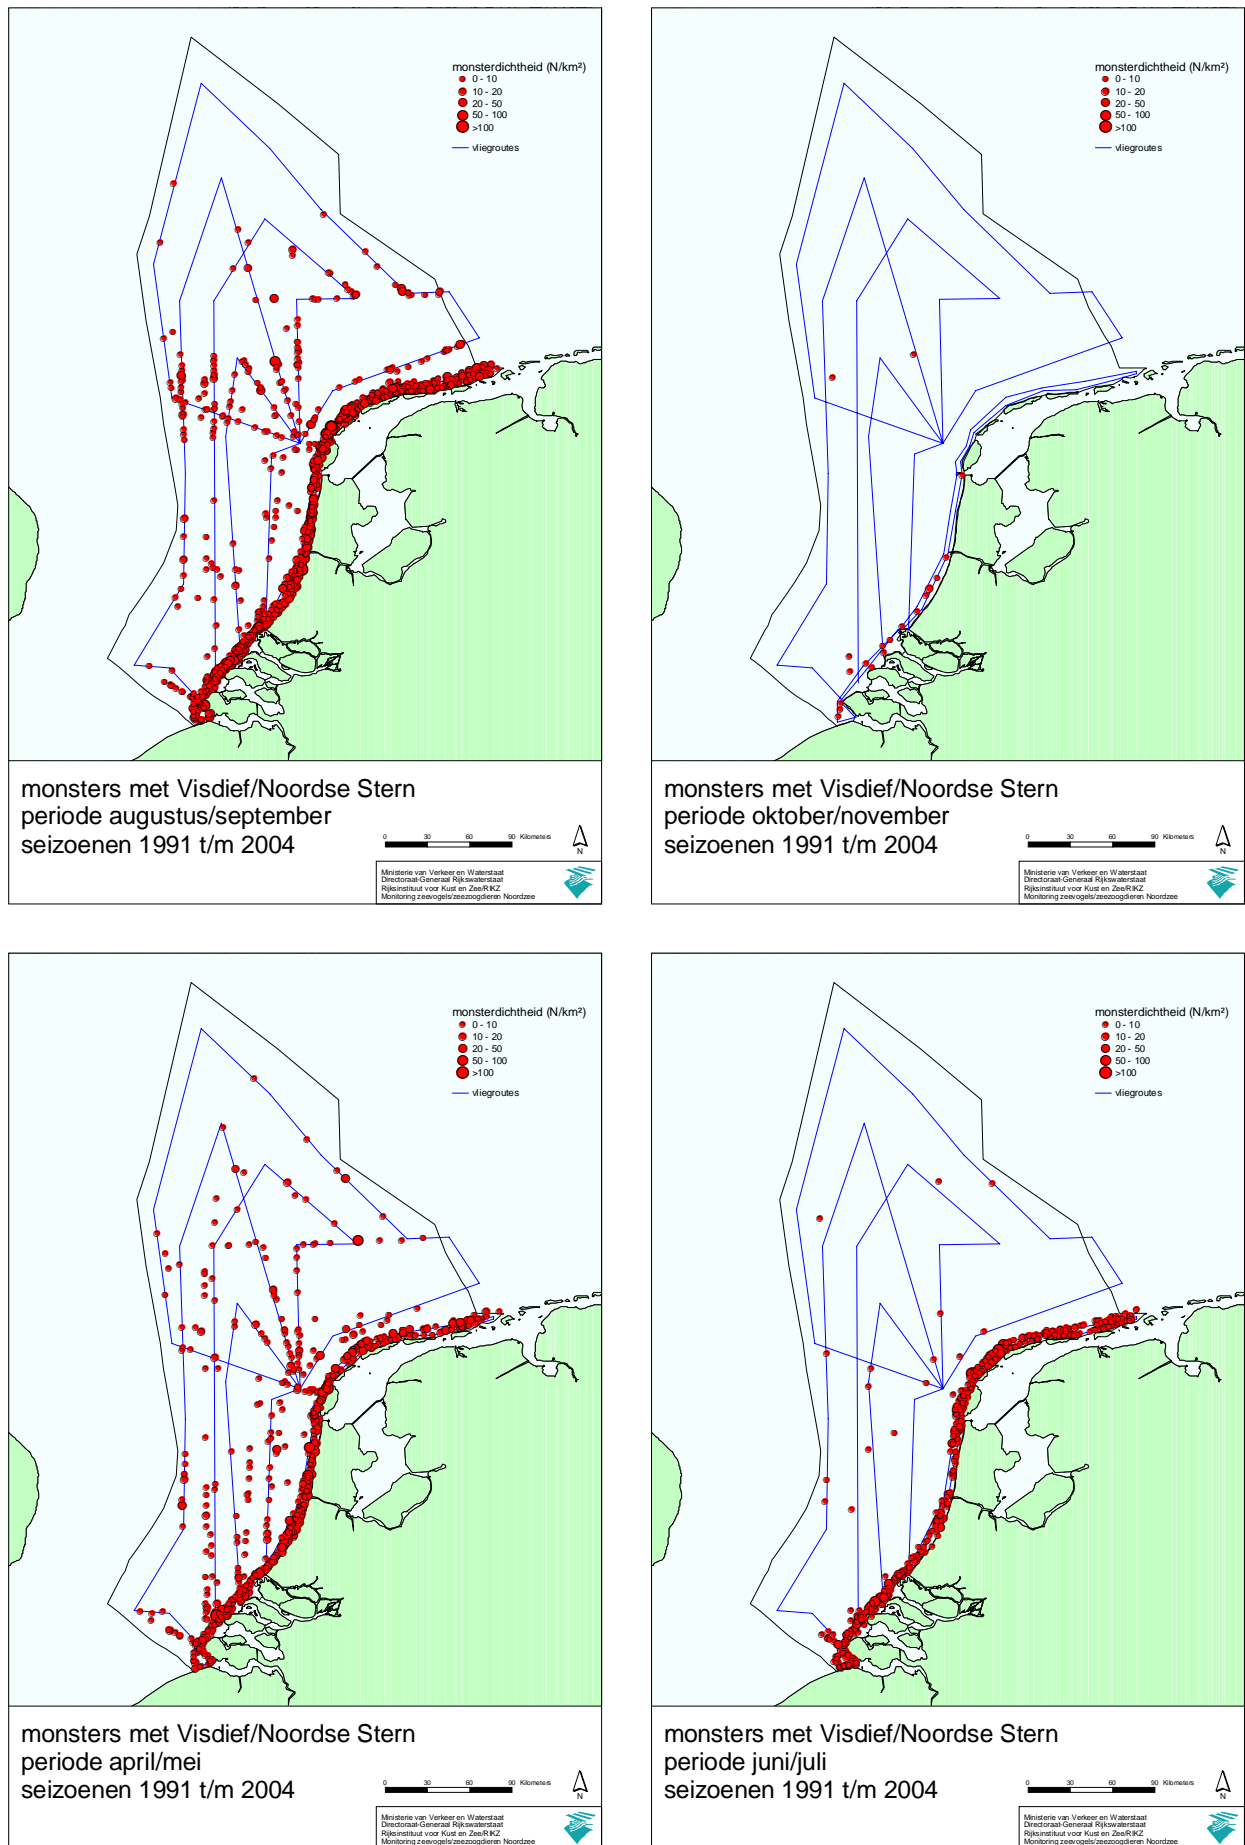 monsterdichtheid (N/km²)
0 - 10
10 - 20
20 - 50
50 - 100
>100
vliegroutes
monsters met Visdief/Noordse Stern
periode augustus/september
seizoenen 1991 t/m 2004
0 30 60 90 Kilometers
N
Ministerie van Verkeer en Waterstaat
Directoraat-Generaal Rijkswaterstaat
Rijksinstituut voor Kust en Zee/RIKZ
Monitoring zeevogels/zeezoogdieren Noordzee
monsterdichtheid (N/km²)
0 - 10
10 - 20
20 - 50
50 - 100
>100
vliegroutes
monsters met Visdief/Noordse Stern
periode oktober/november
seizoenen 1991 t/m 2004
0 30 60 90 Kilometers
N
Ministerie van Verkeer en Waterstaat
Directoraat-Generaal Rijkswaterstaat
Rijksinstituut voor Kust en Zee/RIKZ
Monitoring zeevogels/zeezoogdieren Noordzee
monsterdichtheid (N/km²)
0 - 10
10 - 20
20 - 50
50 - 100
>100
vliegroutes
monsters met Visdief/Noordse Stern
periode april/mei
seizoenen 1991 t/m 2004
0 30 60 90 Kilometers
N
Ministerie van Verkeer en Waterstaat
Directoraat-Generaal Rijkswaterstaat
Rijksinstituut voor Kust en Zee/RIKZ
Monitoring zeevogels/zeezoogdieren Noordzee
monsterdichtheid (N/km²)
0 - 10
10 - 20
20 - 50
50 - 100
>100
vliegroutes
monsters met Visdief/Noordse Stern
periode juni/juli
seizoenen 1991 t/m 2004
0 30 60 90 Kilometers
N
Ministerie van Verkeer en Waterstaat
Directoraat-Generaal Rijkswaterstaat
Rijksinstituut voor Kust en Zee/RIKZ
Monitoring zeevogels/zeezoogdieren Noordzee